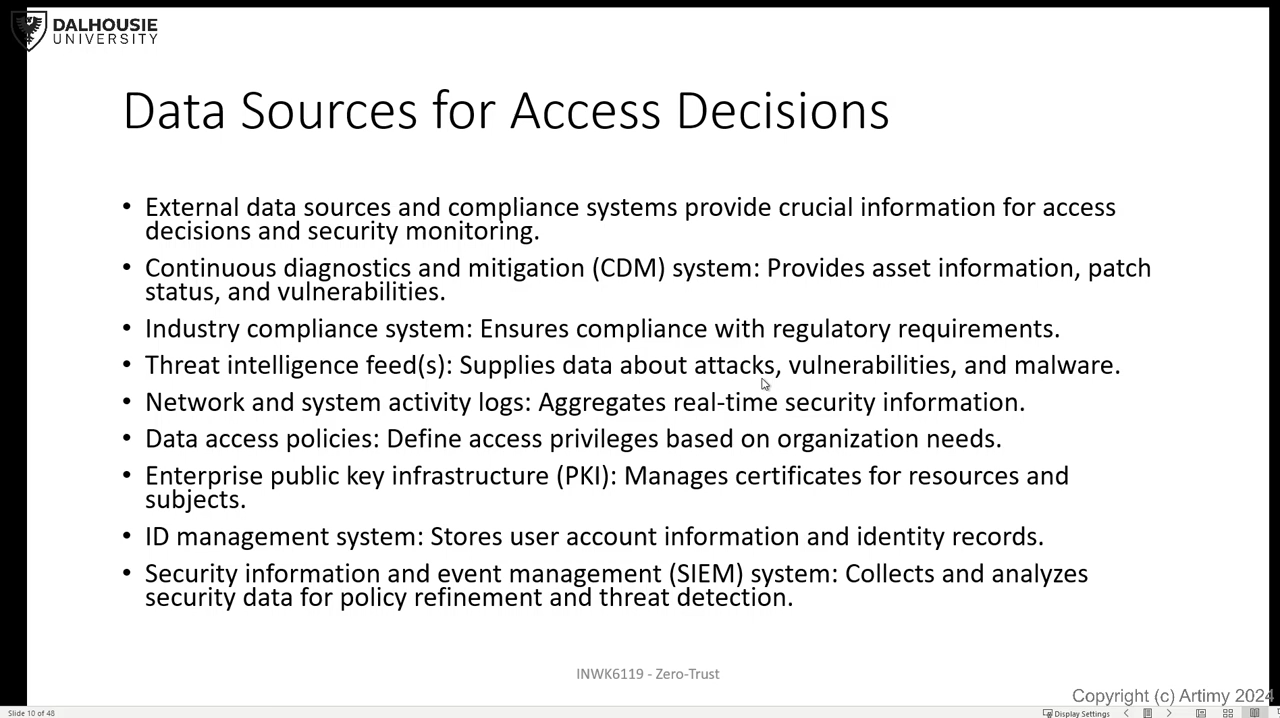 DALHOUSIE
UNIVERSITY
Data Sources for Access Decisions
• External data sources and compliance systems provide crucial information for access
decisions and security monitoring.
• Continuous diagnostics and mitigation (CDM) system: Provides asset information, patch
status, and vulnerabilities.
• Industry compliance system: Ensures compliance with regulatory requirements.
• Threat intelligence feed(s): Supplies data about attacks, vulnerabilities, and malware.
• Network and system activity logs: Aggregates real-time security information.
• Data access policies: Define access privileges based on organization needs.
• Enterprise public key infrastructure (PKI): Manages certificates for resources and
subjects.
• ID management system: Stores user account information and identity records.
• Security information and event management (SIEM) system: Collects and analyzes
security data for policy refinement and threat detection.
INWK6119 - Zero-Trust
Copyright (c) Artimy 2024
Slide 10 of 48
Display Settings